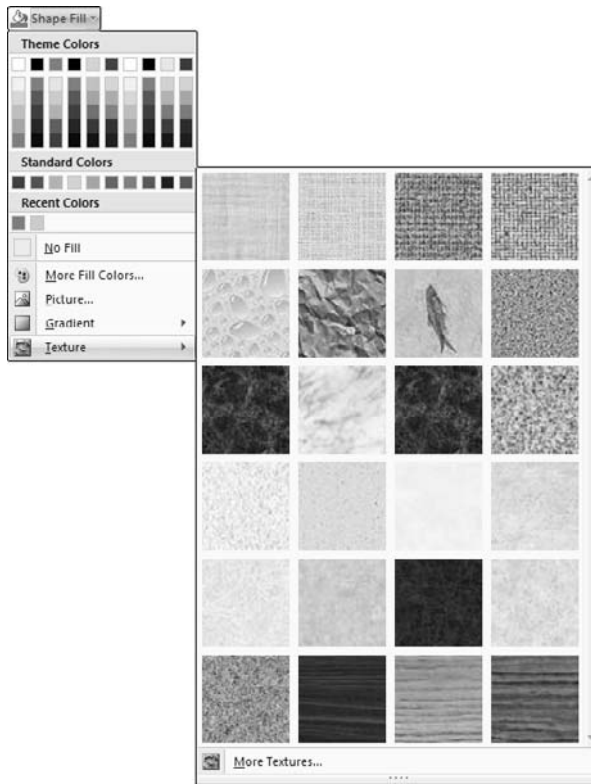 Shape Fill
Theme Colors
Standard Colors
Recent Colors
No Fill
More Fill Colors...
Picture...
Gradient
Texture
More Textures...